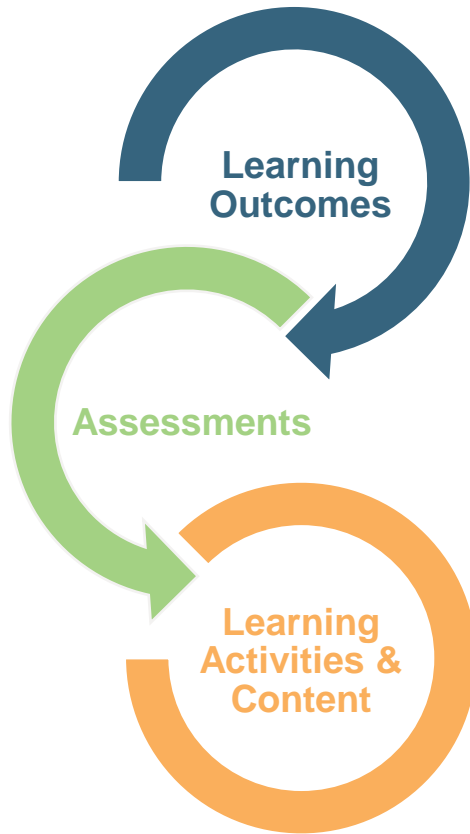 Learning
Outcomes
Assessments
Learning
Activities &
Content